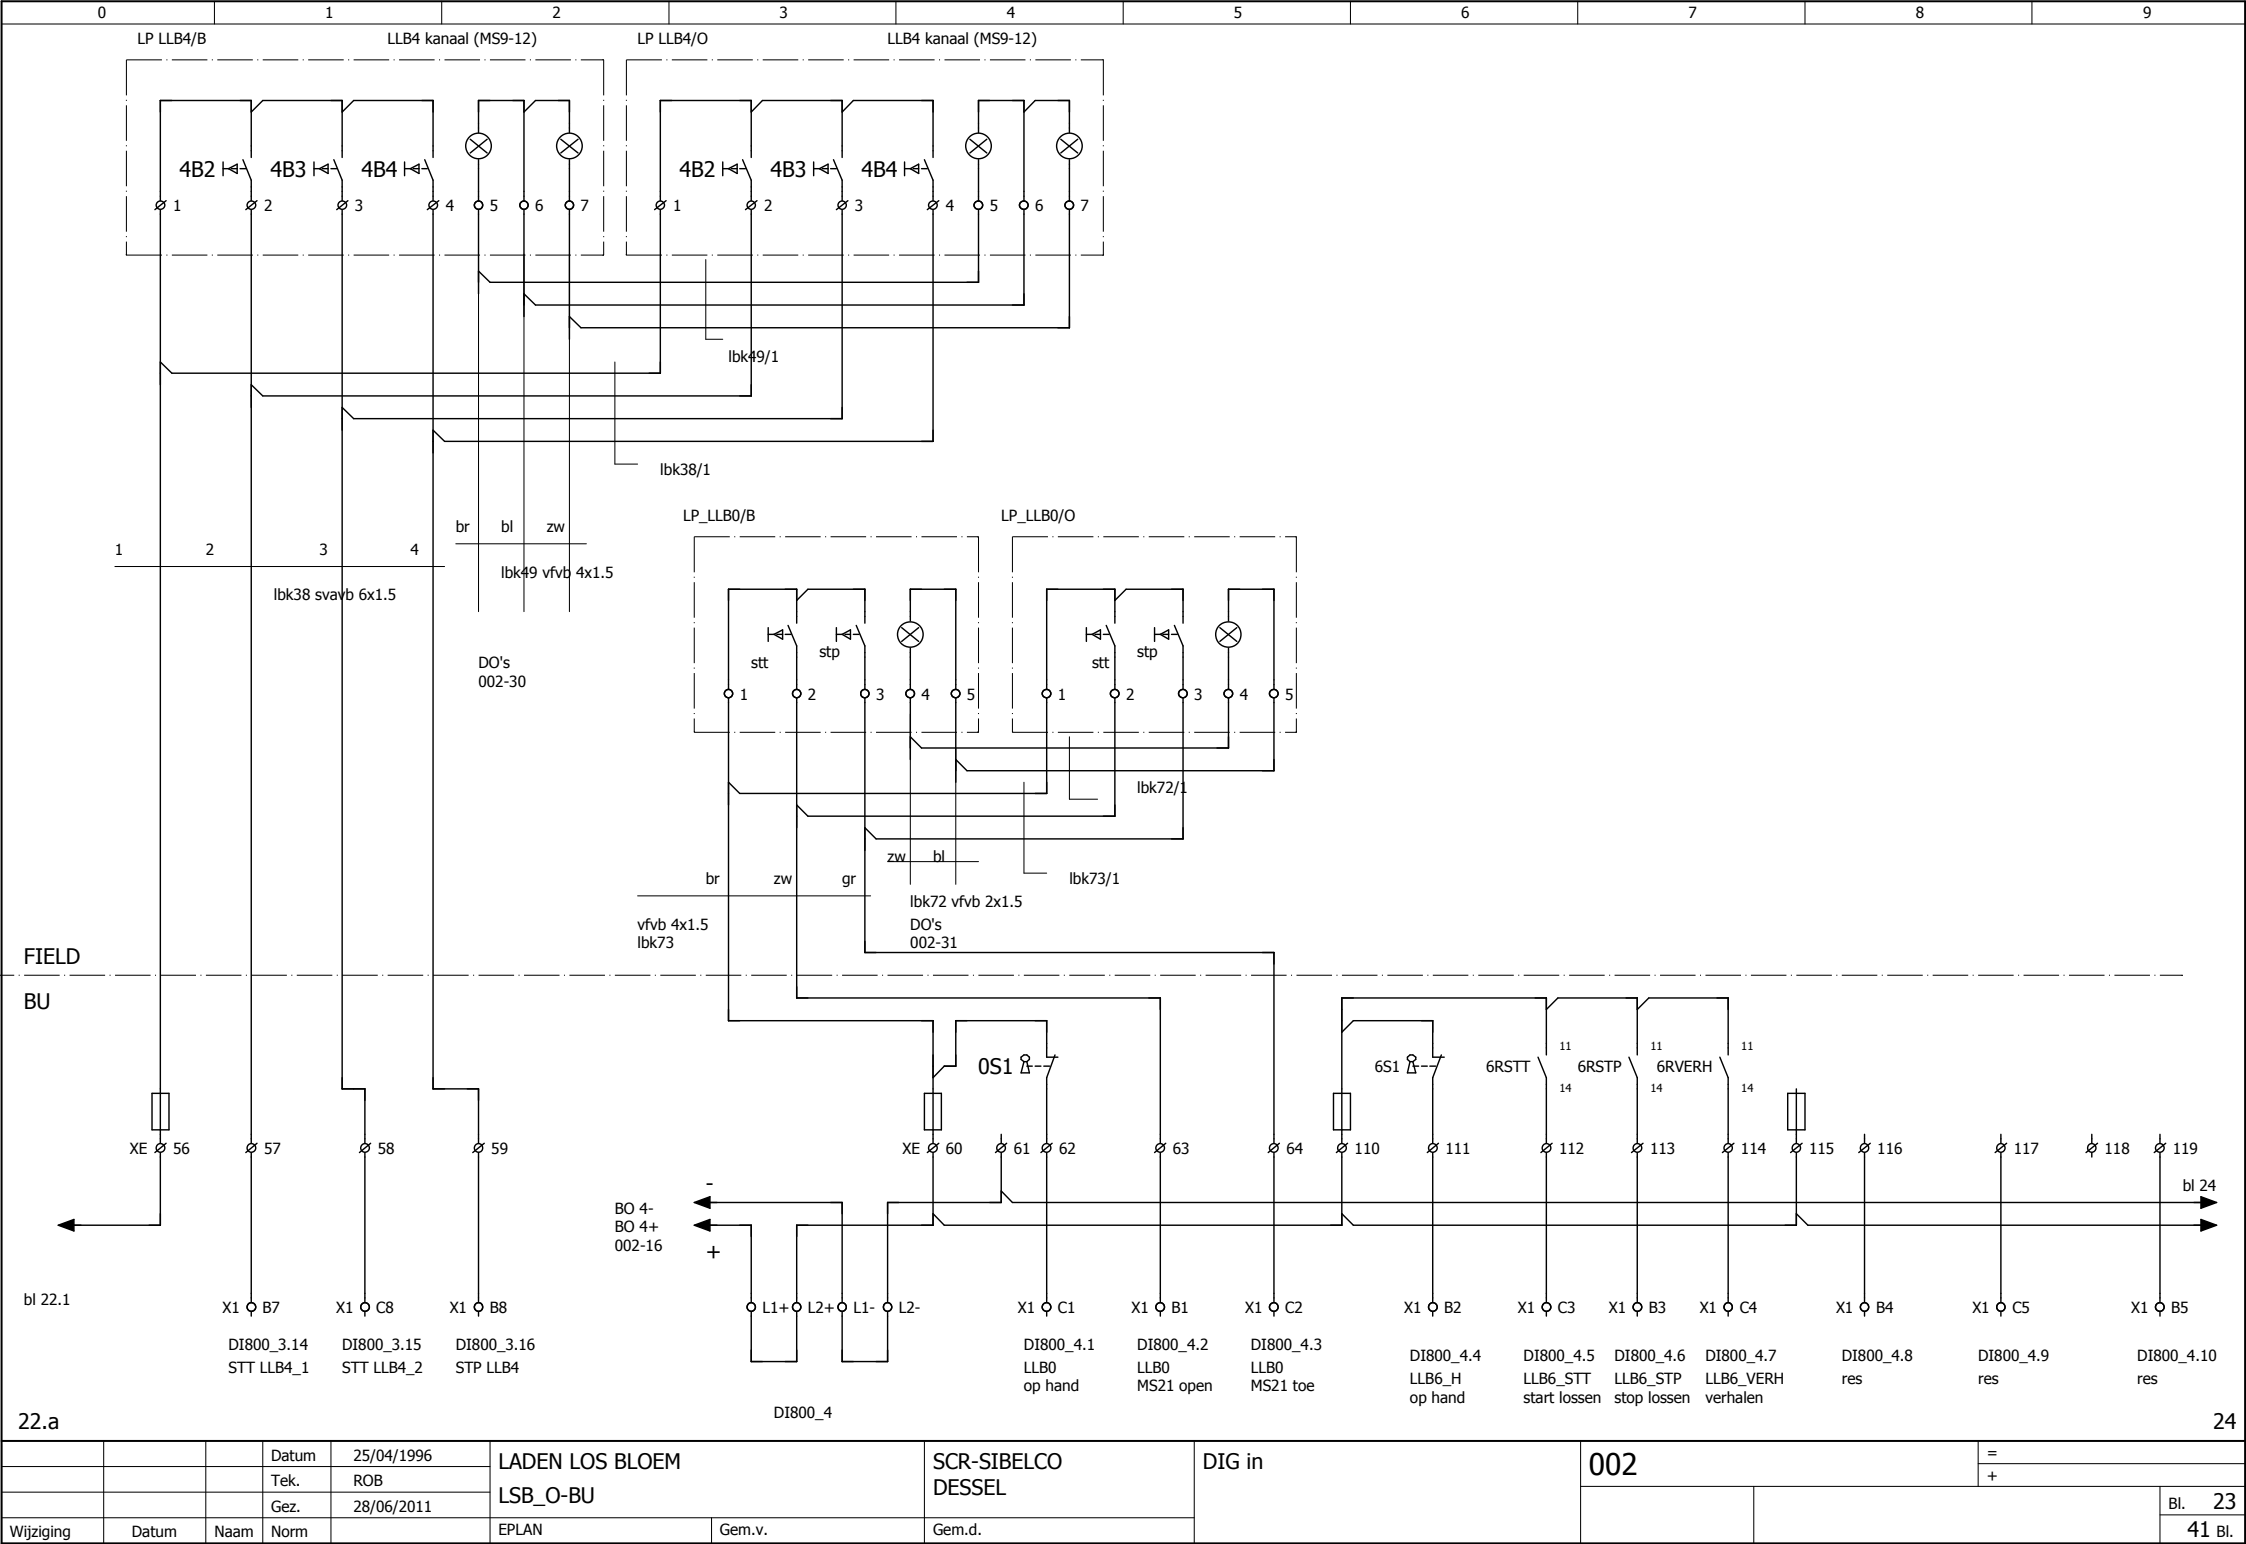 0 1 2 3 4 5 6 7 8 9
LP LLB4/B LLB4 kanaal (MS9-12) LP LLB4/O LLB4 kanaal (MS9-12)
4B2 4B3 4B4 4B2 4B3 4B4
1 2 3 4 5 6 7 1 2 3 4 5 6 7
lbk49/1
lbk38/1
LP_LLB0/B LP_LLB0/O
br bl zw
1 2 3 4
lbk49 vfvb 4x1.5
lbk38 svavb 6x1.5
stt stp stt stp
DO's
002-30
1 2 3 4 5 1 2 3 4 5
lbk72/1
zw bl
br zw gr
lbk73/1
lbk72 vfvb 2x1.5
DO's
002-31
vfvb 4x1.5
lbk73
FIELD
BU
0S1 6S1 6RSTT 6RSTP 6RVERH
11 11 11
14 14 14
XE 56 57 58 59 XE 60 61 62 63 64 110 111 112 113 114 115 116 117 118 119
-
bl 24
BO 4-
BO 4+
002-16
+
bl 22.1
X1 B7 X1 C8 X1 B8 L1+ L2+ L1- L2- X1 C1 X1 B1 X1 C2 X1 B2 X1 C3 X1 B3 X1 C4 X1 B4 X1 C5 X1 B5
DI800_3.14 DI800_3.15 DI800_3.16 DI800_4.1 DI800_4.2 DI800_4.3
STT LLB4_1 STT LLB4_2 STP LLB4 LLB0 LLB0 LLB0
op hand MS21 open MS21 toe
DI800_4.4 DI800_4.5 DI800_4.6 DI800_4.7 DI800_4.8 DI800_4.9 DI800_4.10
LLB6_H LLB6_STT LLB6_STP LLB6_VERH res res res
op hand start lossen stop lossen verhalen
DI800_4
22.a 24
Datum 25/04/1996
Tek. ROB
Gez. 28/06/2011
Wijziging Datum Naam Norm
LADEN LOS BLOEM
LSB_O-BU
EPLAN Gem.v. Gem.d.
SCR-SIBELCO
DESSEL
DIG in
002
=
+
Bl. 23
41 Bl.